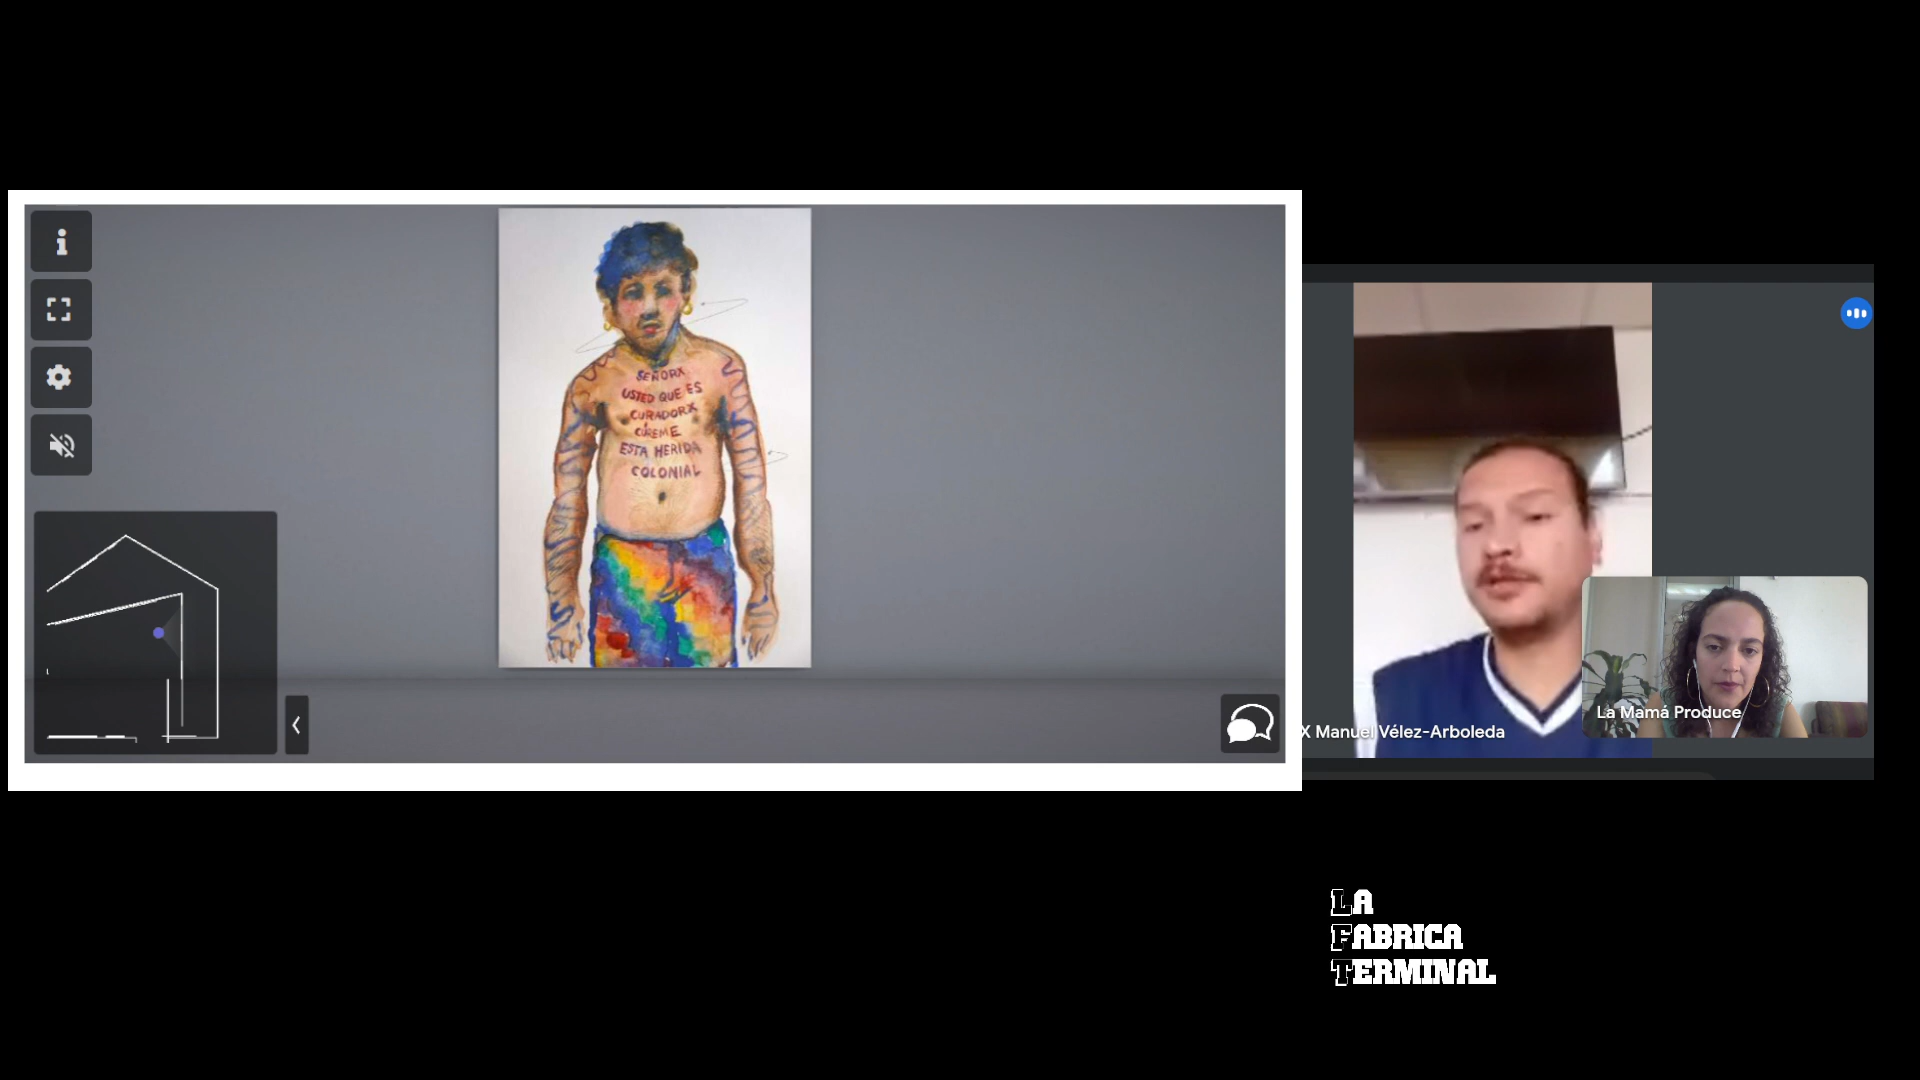 SEÑORX
USTED QUE ES
CURADORX
CÚREME
ESTA HERIDA
COLONIAL
X Manuel Vélez-Arboleda
La Mamá Produce
LA
FABRICA
TERMINAL